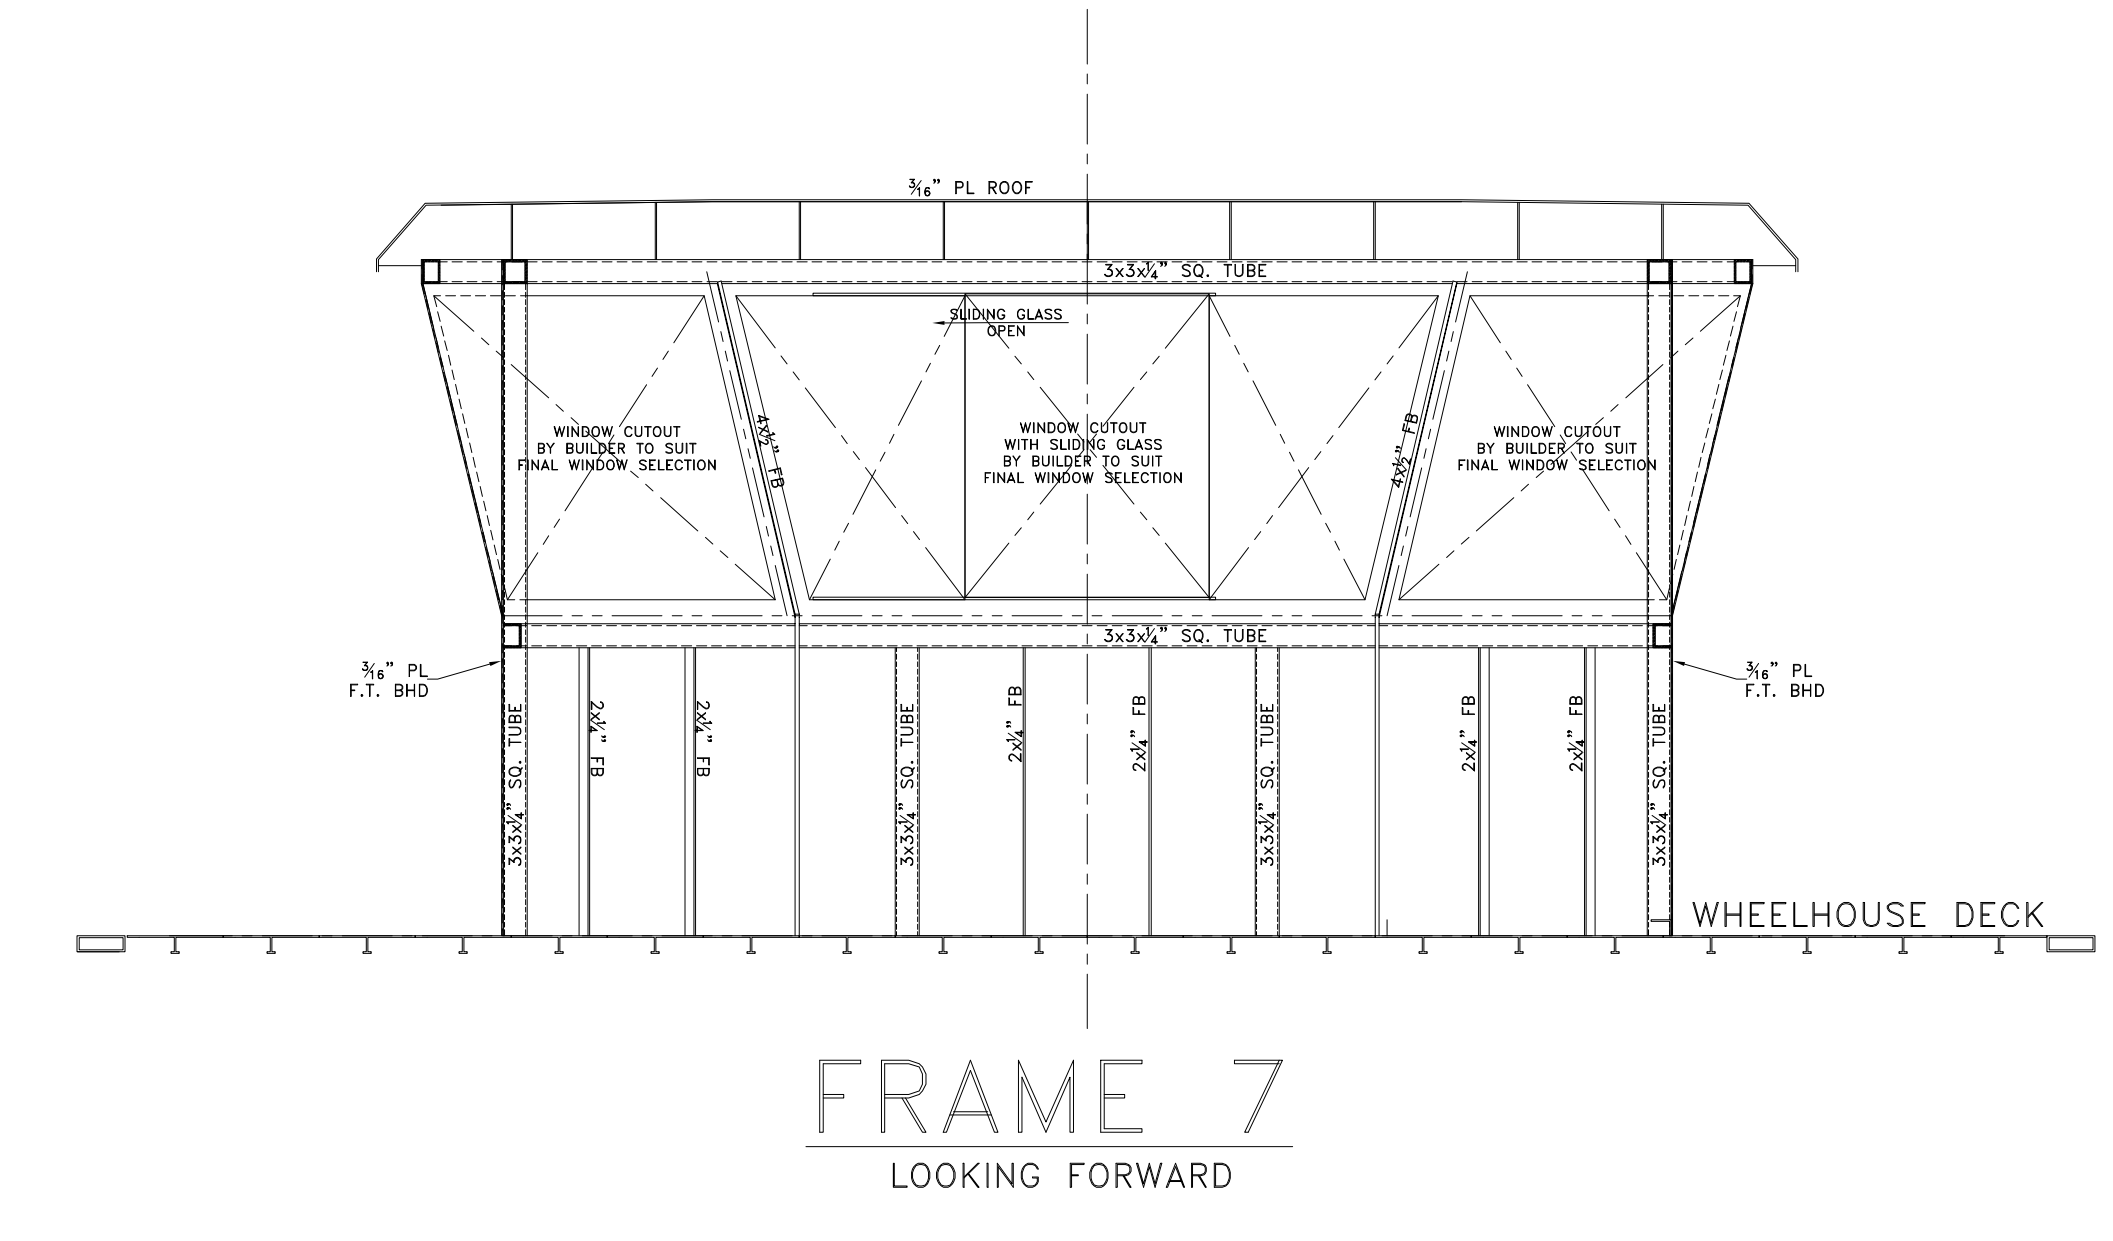 3/16" PL ROOF
3x3x1/4" SQ. TUBE
SLIDING GLASS
OPEN
WINDOW CUTOUT
BY BUILDER TO SUIT
FINAL WINDOW SELECTION
4x1/2" FB
WINDOW CUTOUT
WITH SLIDING GLASS
BY BUILDER TO SUIT
FINAL WINDOW SELECTION
4x1/2" FB
WINDOW CUTOUT
BY BUILDER TO SUIT
FINAL WINDOW SELECTION
3x3x1/4" SQ. TUBE
3/16" PL
F.T. BHD
3/16" PL
F.T. BHD
3x3x1/4" SQ. TUBE
2x1/4" FB
2x1/4" FB
3x3x1/4" SQ. TUBE
2x1/4" FB
2x1/4" FB
3x3x1/4" SQ. TUBE
2x1/4" FB
2x1/4" FB
3x3x1/4" SQ. TUBE
WHEELHOUSE DECK
FRAME 7
LOOKING FORWARD